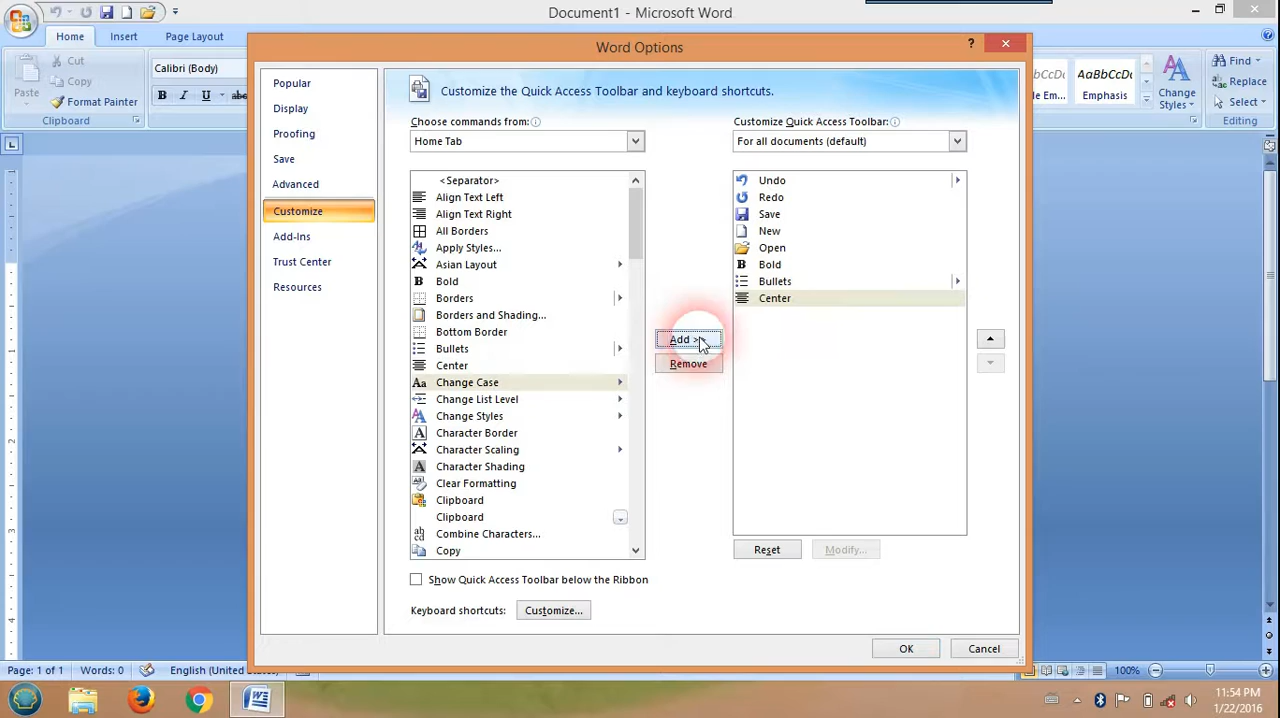 Document1 - Microsoft Word
Home Insert Page Layout
Cut
Copy
Paste
Format Painter
Clipboard
Calibri (Body)
B I U abc
Emphasis
Change
Styles
Find
Replace
Select
Editing
Word Options
Popular
Display
Proofing
Save
Advanced
Customize
Add-Ins
Trust Center
Resources
Customize the Quick Access Toolbar and keyboard shortcuts.
Choose commands from:
Home Tab
<Separator>
Align Text Left
Align Text Right
All Borders
Apply Styles...
Asian Layout
Bold
Borders
Borders and Shading...
Bottom Border
Bullets
Center
Change Case
Change List Level
Change Styles
Character Border
Character Scaling
Character Shading
Clear Formatting
Clipboard
Clipboard
Combine Characters...
Copy
Add >>
Remove
Customize Quick Access Toolbar:
For all documents (default)
Undo
Redo
Save
New
Open
Bold
Bullets
Center
Reset Modify...
Show Quick Access Toolbar below the Ribbon
Keyboard shortcuts: Customize...
OK Cancel
Page: 1 of 1 Words: 0 English (United States)
100%
11:54 PM
1/22/2016